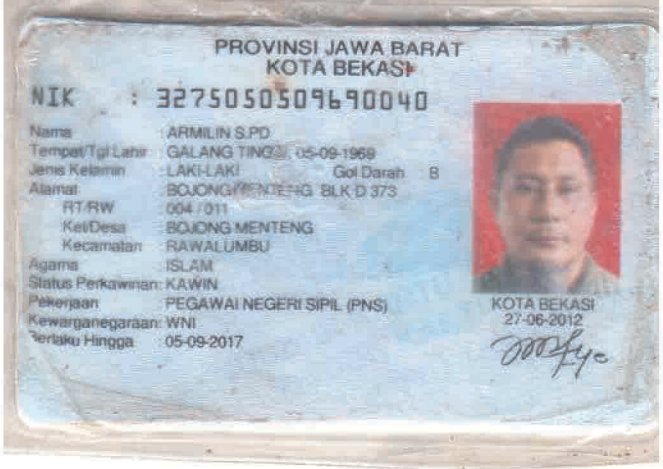 PROVINSI JAWA BARAT
KOTA BEKASI
NIK : 3275050509690040
Nama : ARMILIN S.PD
Tempat/Tgl Lahir : GALANG TINGGI, 05-09-1969
Jenis Kelamin : LAKI-LAKI Gol Darah : B
Alamat : BOJONG MENTENG BLK D 373
RT/RW : 004 / 011
Kel/Desa : BOJONG MENTENG
Kecamatan : RAWALUMBU
Agama : ISLAM
Status Perkawinan: KAWIN
Pekerjaan : PEGAWAI NEGERI SIPIL (PNS)
Kewarganegaraan: WNI
Berlaku Hingga : 05-09-2017
KOTA BEKASI
27-06-2012